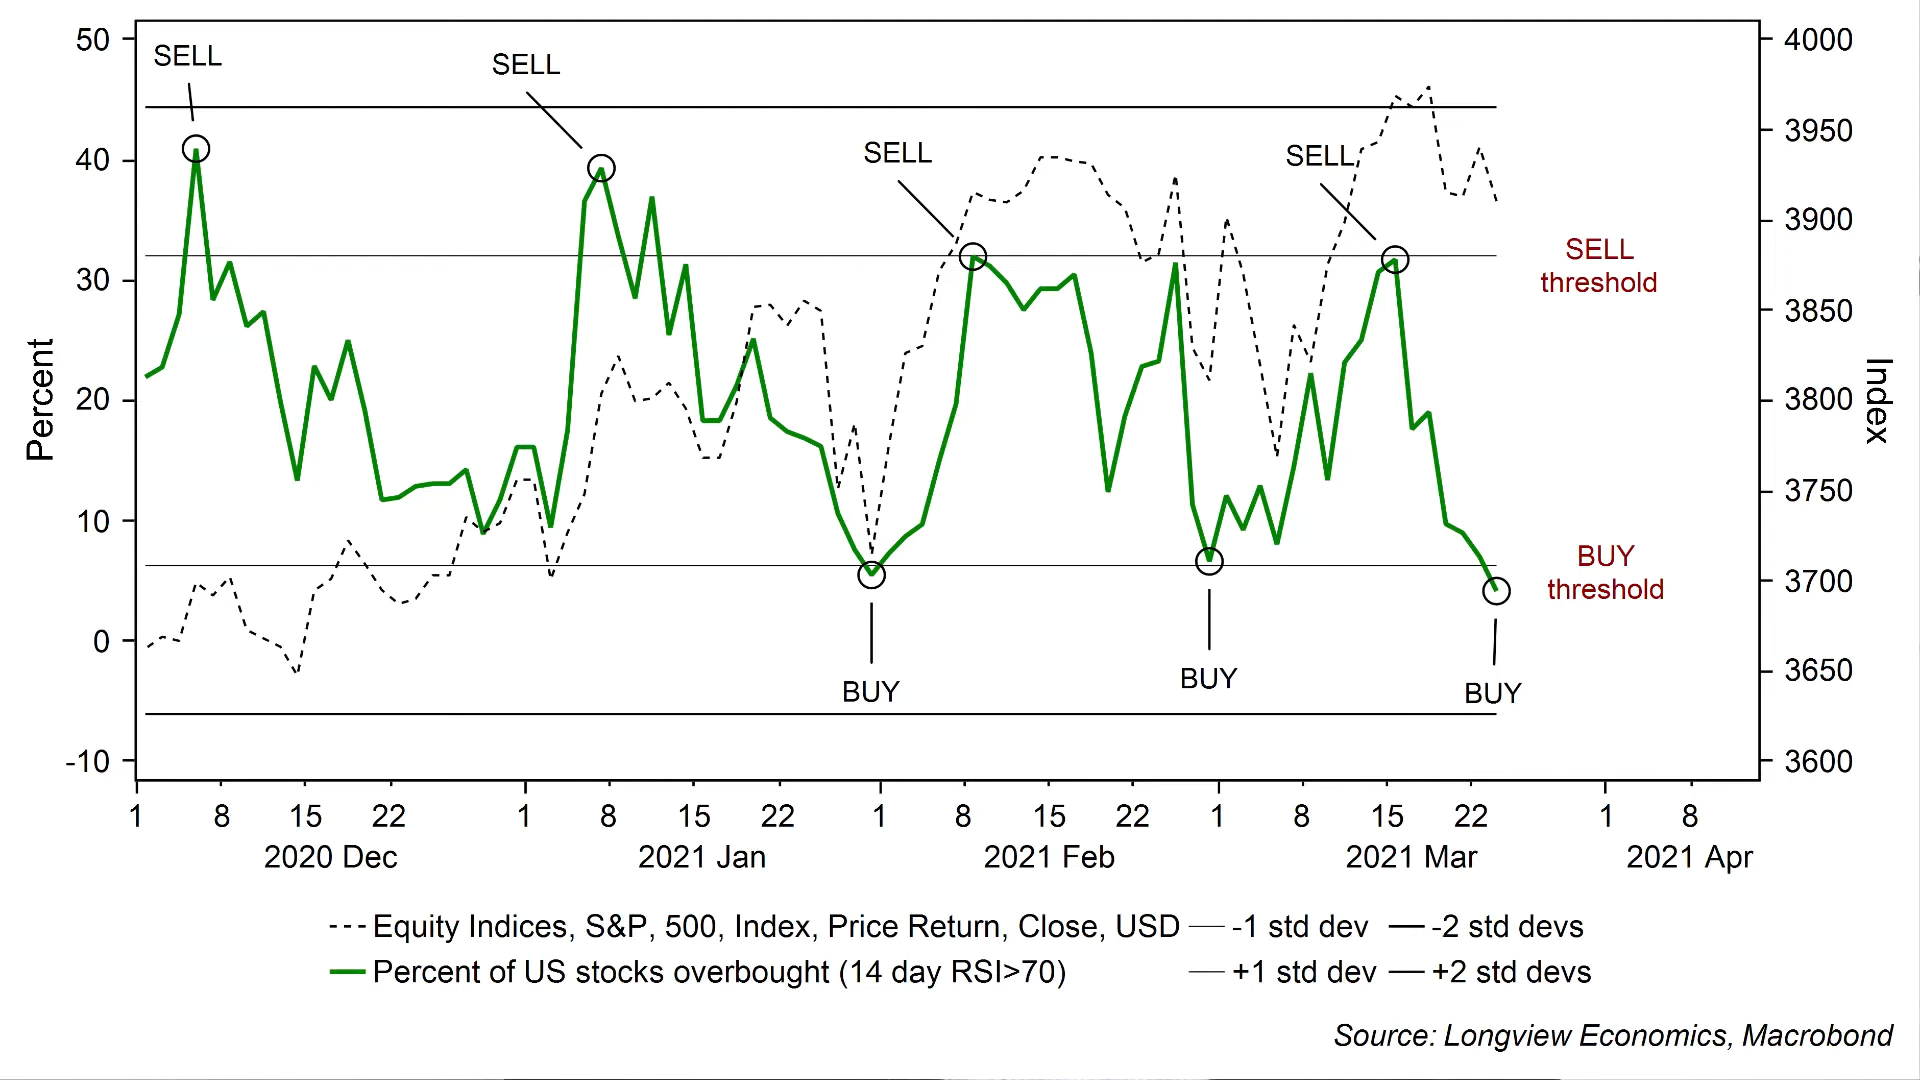 50
40
30
20
10
0
-10
Percent
SELL
SELL
SELL
SELL
BUY
BUY
BUY
SELL
threshold
BUY
threshold
4000
3950
3900
3850
3800
3750
3700
3650
3600
Index
1 8 15 22 1 8 15 22 1 8 15 22 1 8 15 22 1 8
2020 Dec 2021 Jan 2021 Feb 2021 Mar 2021 Apr
Equity Indices, S&P, 500, Index, Price Return, Close, USD -1 std dev -2 std devs
Percent of US stocks overbought (14 day RSI>70) +1 std dev +2 std devs
Source: Longview Economics, Macrobond